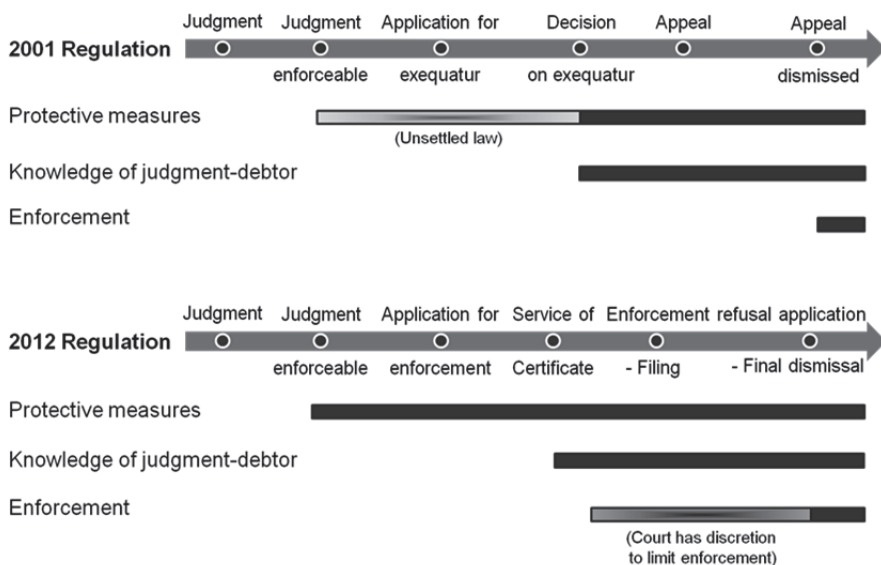 Judgment Judgment Application for Decision Appeal Appeal
2001 Regulation
enforceable exequatur on exequatur dismissed
Protective measures
(Unsettled law)
Knowledge of judgment-debtor
Enforcement
Judgment Judgment Application for Service of Enforcement refusal application
2012 Regulation
enforceable enforcement Certificate - Filing - Final dismissal
Protective measures
Knowledge of judgment-debtor
Enforcement
(Court has discretion
to limit enforcement)